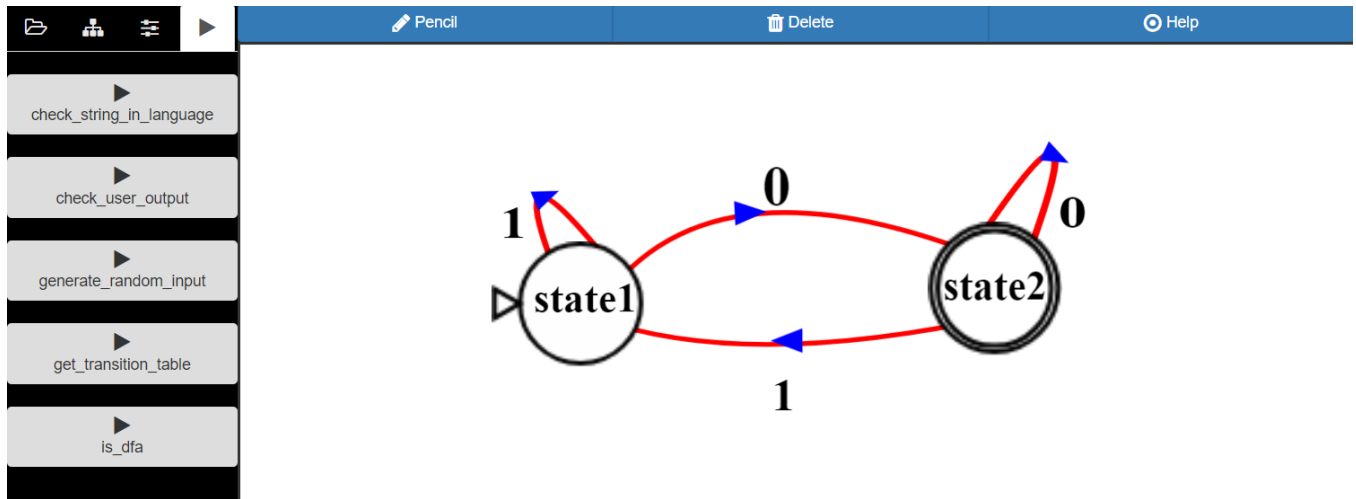 Pencil
Delete
Help
check_string_in_language
check_user_output
generate_random_input
get_transition_table
is_dfa
1
0
0
state1
state2
1